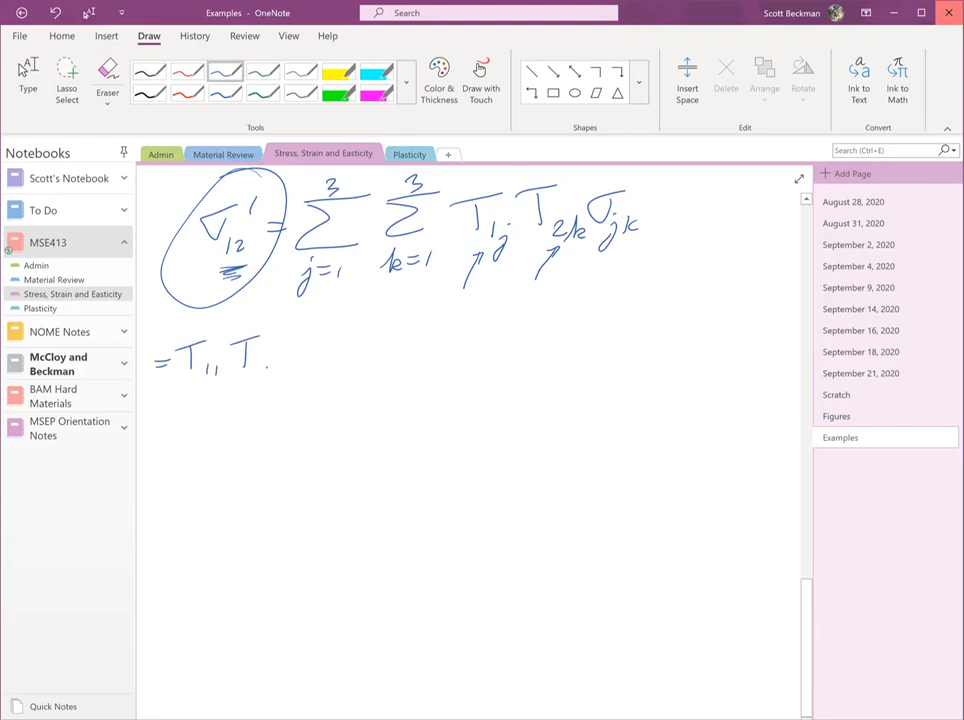 Examples - OneNote
Search
Scott Beckman
File Home Insert Draw History Review View Help
Type
Lasso Select
Eraser
Color & Thickness
Draw with Touch
Insert Space
Delete
Arrange
Rotate
Ink to Text
Ink to Math
Tools
Shapes
Edit
Convert
Notebooks
Admin
Material Review
Stress, Strain and Easticity
Plasticity
Search (Ctrl+E)
Scott's Notebook
To Do
MSE413
Admin
Material Review
Stress, Strain and Easticity
Plasticity
NOME Notes
McCloy and Beckman
BAM Hard Materials
MSEP Orientation Notes
Quick Notes
3 3
σ₁₂' = Σ Σ T₁ⱼ T₂ₖ σⱼₖ
j=1 k=1
= T₁₁ T
Add Page
August 28, 2020
August 31, 2020
September 2, 2020
September 4, 2020
September 9, 2020
September 14, 2020
September 16, 2020
September 18, 2020
September 21, 2020
Scratch
Figures
Examples